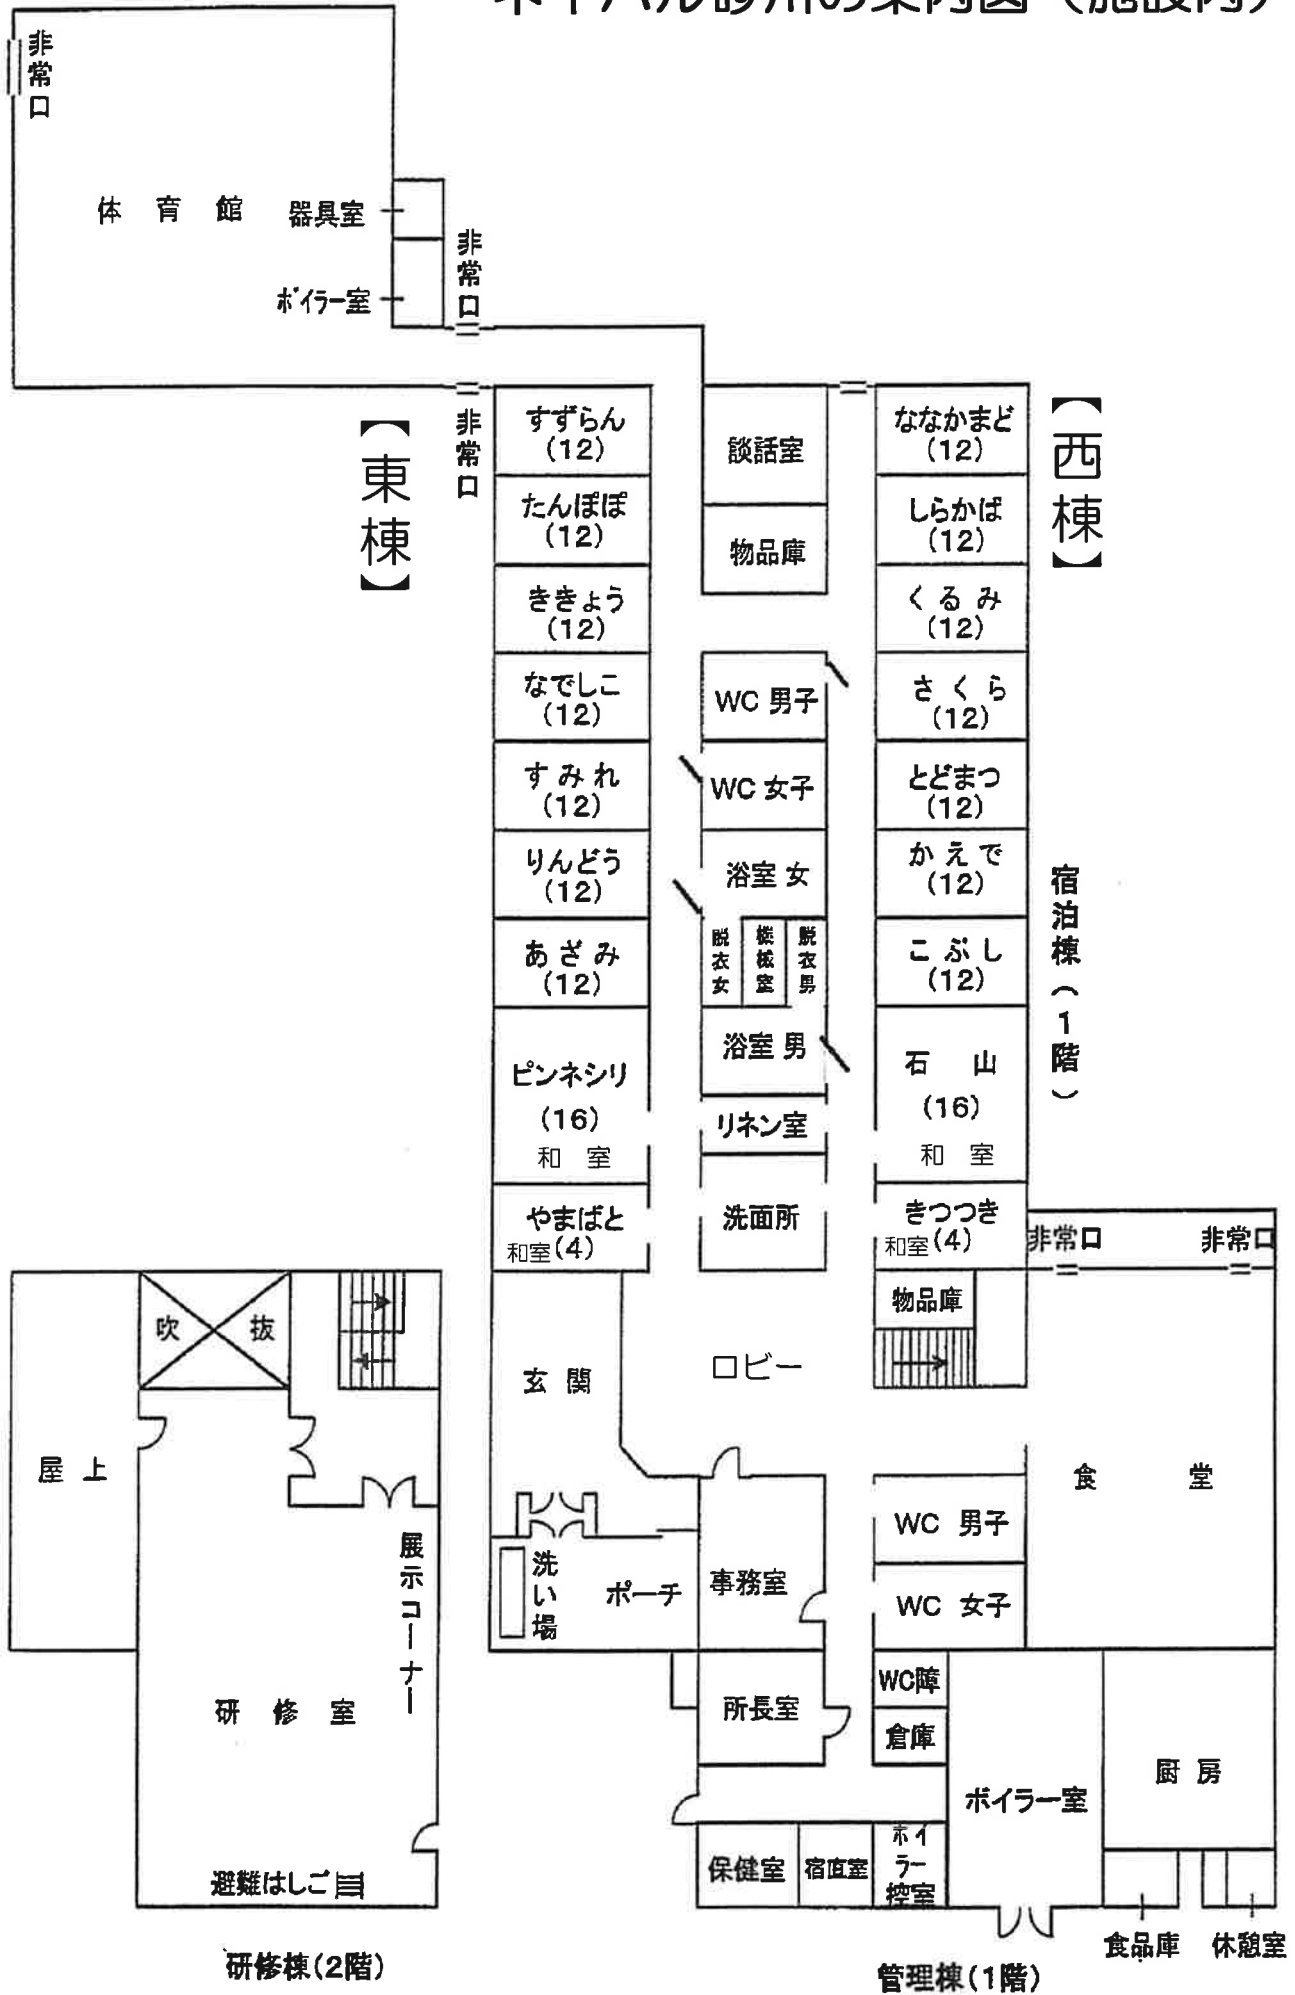 ネイパル砂川の案内図（施設内）
非常口
体育館
器具室
ボイラー室
非常口
非常口
【東棟】
すずらん
(12)
たんぽぽ
(12)
ききょう
(12)
なでしこ
(12)
すみれ
(12)
りんどう
(12)
あざみ
(12)
ピンネシリ
(16)
和室
やまばと
和室(4)
談話室
物品庫
WC 男子
WC 女子
浴室 女
脱衣女
機械室
脱衣男
浴室 男
リネン室
洗面所
ななかまど
(12)
しらかば
(12)
くるみ
(12)
さくら
(12)
とどまつ
(12)
かえで
(12)
こぶし
(12)
石山
(16)
和室
きつつき
和室(4)
【西棟】
宿泊棟(1階)
非常口
非常口
物品庫
ロビー
玄関
食堂
WC 男子
WC 女子
事務室
ポーチ
洗い場
所長室
WC障
倉庫
ボイラー室
厨房
保健室
宿直室
ボイラー控室
食品庫
休憩室
管理棟(1階)
吹抜
屋上
展示コーナー
研修室
避難はしご
研修棟(2階)